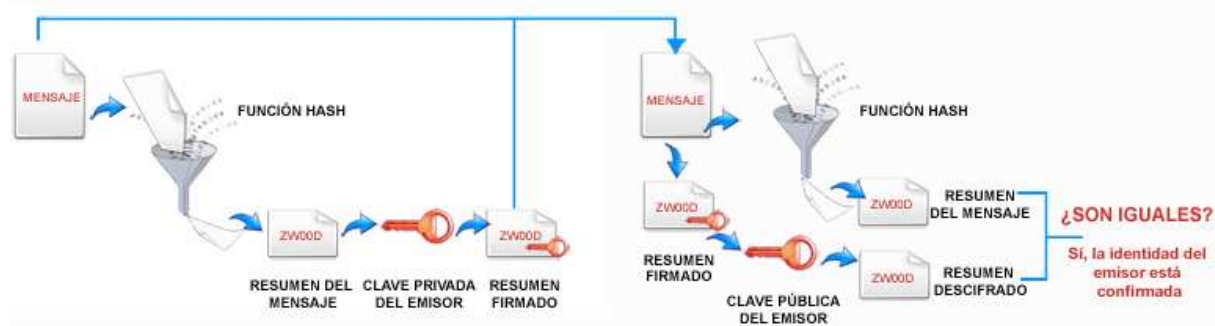 MENSAJE
FUNCIÓN HASH
ZW00D
RESUMEN DEL
MENSAJE
CLAVE PRIVADA
DEL EMISOR
ZW00D
RESUMEN
FIRMADO
MENSAJE
FUNCIÓN HASH
ZW00D
RESUMEN
FIRMADO
CLAVE PÚBLICA
DEL EMISOR
ZW00D
RESUMEN
DEL MENSAJE
ZW00D
RESUMEN
DESCIFRADO
¿SON IGUALES?
Sí, la identidad del
emisor está
confirmada